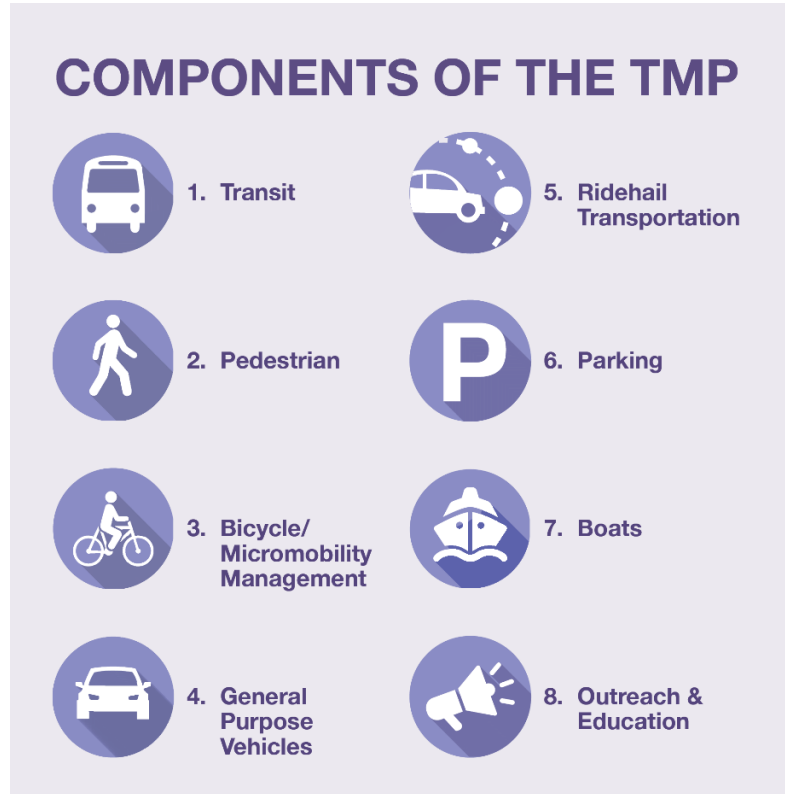 COMPONENTS OF THE TMP
1. Transit
2. Pedestrian
3. Bicycle/
Micromobility
Management
4. General
Purpose
Vehicles
5. Ridehail
Transportation
P
6. Parking
7. Boats
8. Outreach &
Education